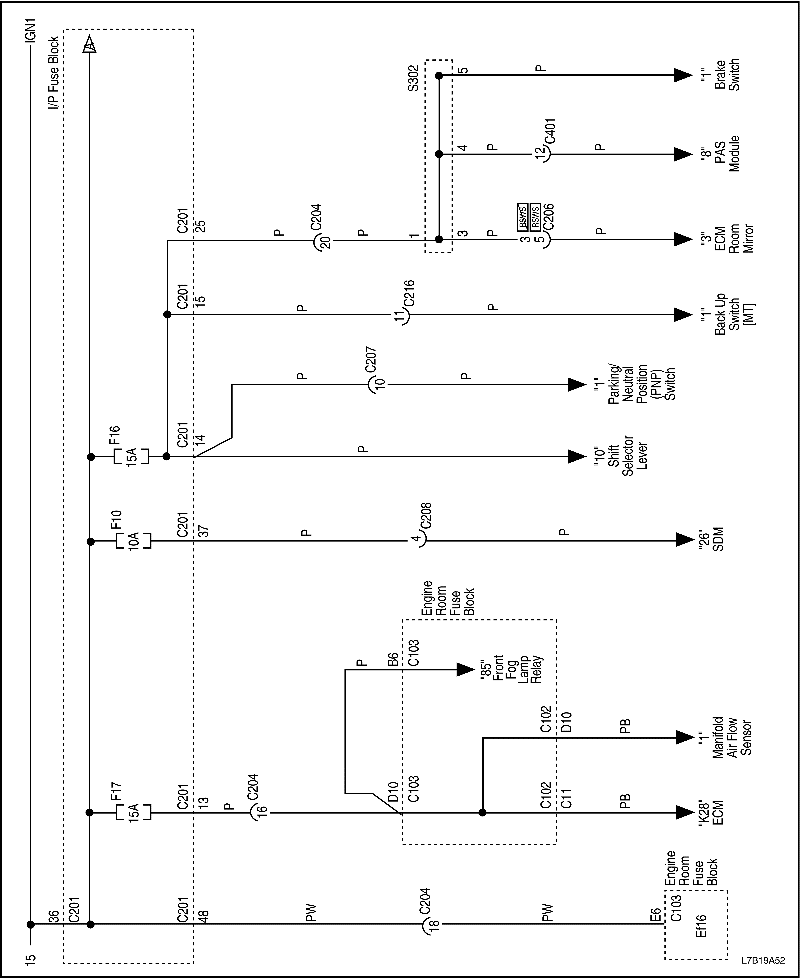 15
IGN1
I/P Fuse Block
36
C201
A
F17
15A
F10
10A
F16
15A
C201
48
C201
13
C201
37
C201
14
C201
15
C201
25
PW
P
P
P
P
P
P
C204
16
C204
20
P
P
C207
10
P
C216
11
P
C204
18
C208
4
PW
P
P
B6
C103
D10
C103
Engine
Room
Fuse
Block
"85"
Front
Fog
Lamp
Relay
S302
1
3
4
5
P
P
P
BSWS
3
BSWS
5
C206
12
C401
P
P
C102
C11
C102
D10
PB
PB
"10"
Shift
Selector
Lever
"1"
Parking/
Neutral
Position
(PNP)
Switch
E6
C103
Ef16
Engine
Room
Fuse
Block
"K28"
ECM
"1"
Manifold
Air Flow
Sensor
"26"
SDM
"1"
Back Up
Switch
[MT]
"3"
ECM
Room
Mirror
"8"
PAS
Module
"1"
Brake
Switch
L7B19A52